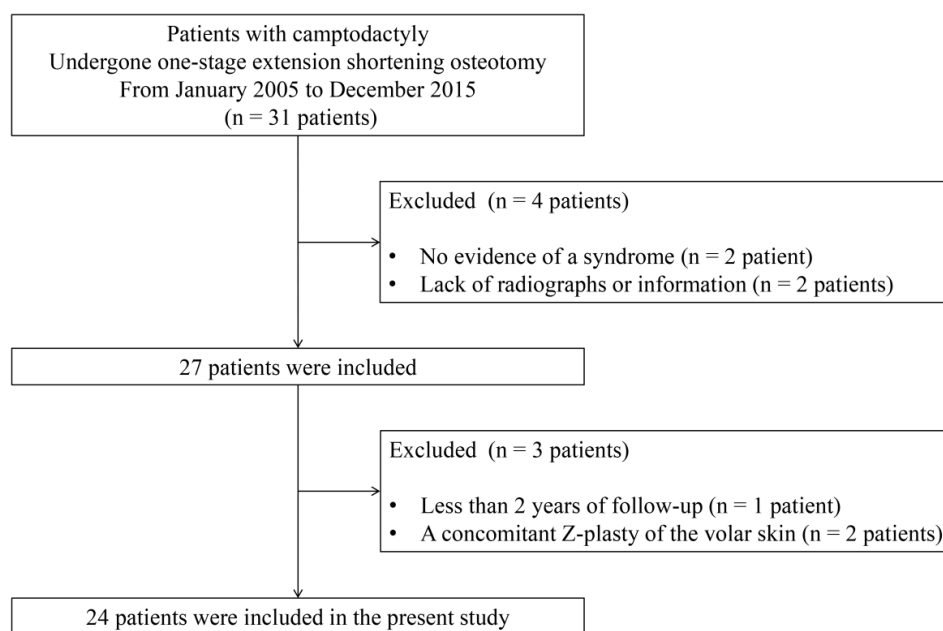 Patients with camptodactyly
Undergone one-stage extension shortening osteotomy
From January 2005 to December 2015
(n = 31 patients)
Excluded (n = 4 patients)
• No evidence of a syndrome (n = 2 patient)
• Lack of radiographs or information (n = 2 patients)
27 patients were included
Excluded (n = 3 patients)
• Less than 2 years of follow-up (n = 1 patient)
• A concomitant Z-plasty of the volar skin (n = 2 patients)
24 patients were included in the present study